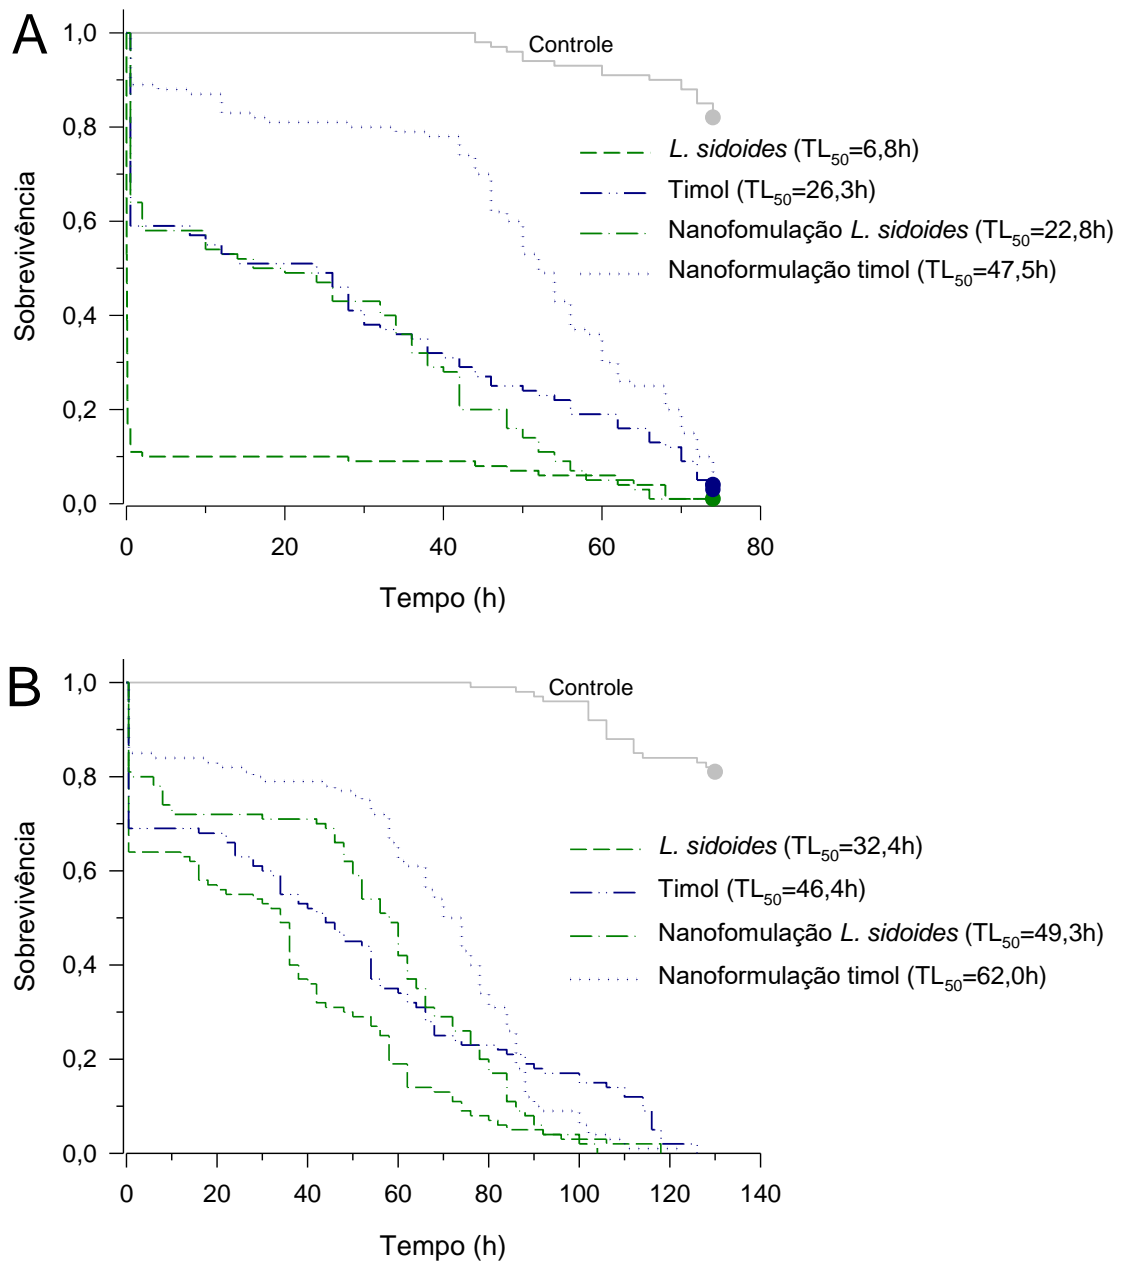 A
1,0
0,8
0,6
0,4
0,2
0,0
Sobrevivência
Controle
L. sidoides (TL50=6,8h)
Timol (TL50=26,3h)
Nanofomulação L. sidoides (TL50=22,8h)
Nanoformulação timol (TL50=47,5h)
0 20 40 60 80
Tempo (h)
B
1,0
0,8
0,6
0,4
0,2
0,0
Sobrevivência
Controle
L. sidoides (TL50=32,4h)
Timol (TL50=46,4h)
Nanofomulação L. sidoides (TL50=49,3h)
Nanoformulação timol (TL50=62,0h)
0 20 40 60 80 100 120 140
Tempo (h)